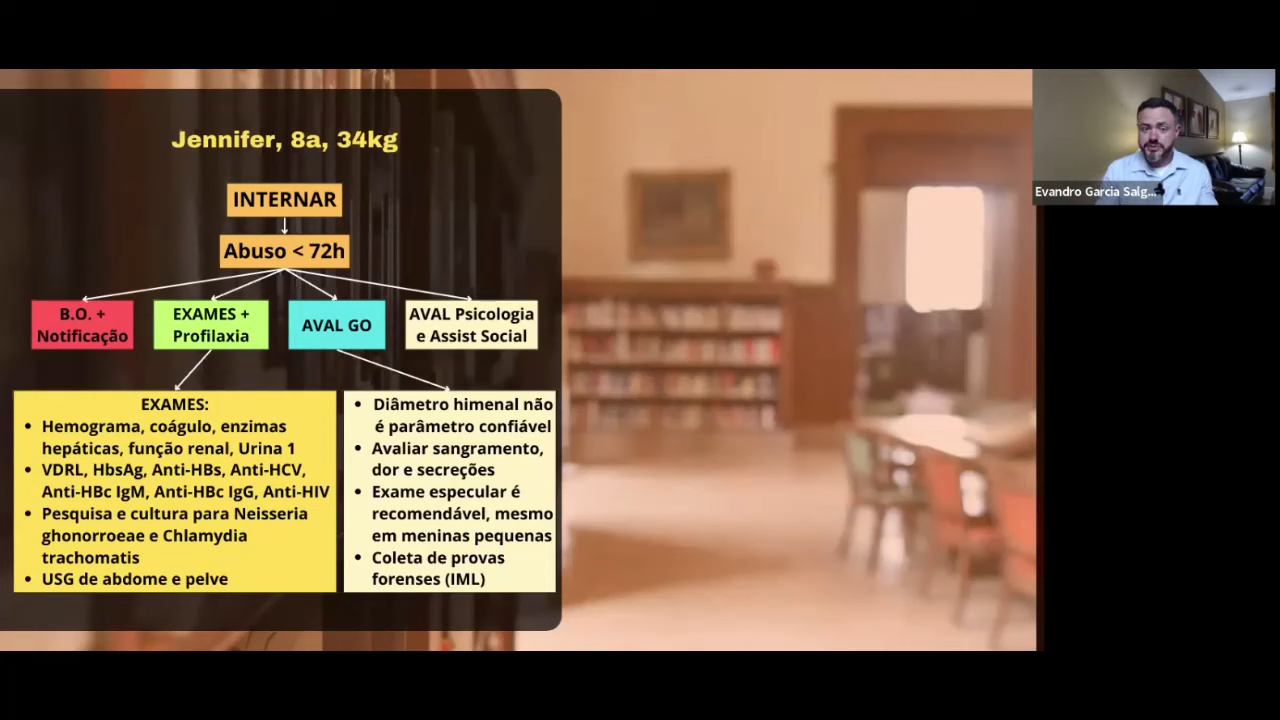 Jennifer, 8a, 34kg
INTERNAR
Abuso < 72h
B.O. +
Notificação
EXAMES +
Profilaxia
AVAL GO
AVAL Psicologia
e Assist Social
EXAMES:
• Hemograma, coágulo, enzimas
hepáticas, função renal, Urina 1
• VDRL, HbsAg, Anti-HBs, Anti-HCV,
Anti-HBc IgM, Anti-HBc IgG, Anti-HIV
• Pesquisa e cultura para Neisseria
ghonorroeae e Chlamydia
trachomatis
• USG de abdome e pelve
• Diâmetro himenal não
é parâmetro confiável
• Avaliar sangramento,
dor e secreções
• Exame especular é
recomendável, mesmo
em meninas pequenas
• Coleta de provas
forenses (IML)
Evandro Garcia Salg...